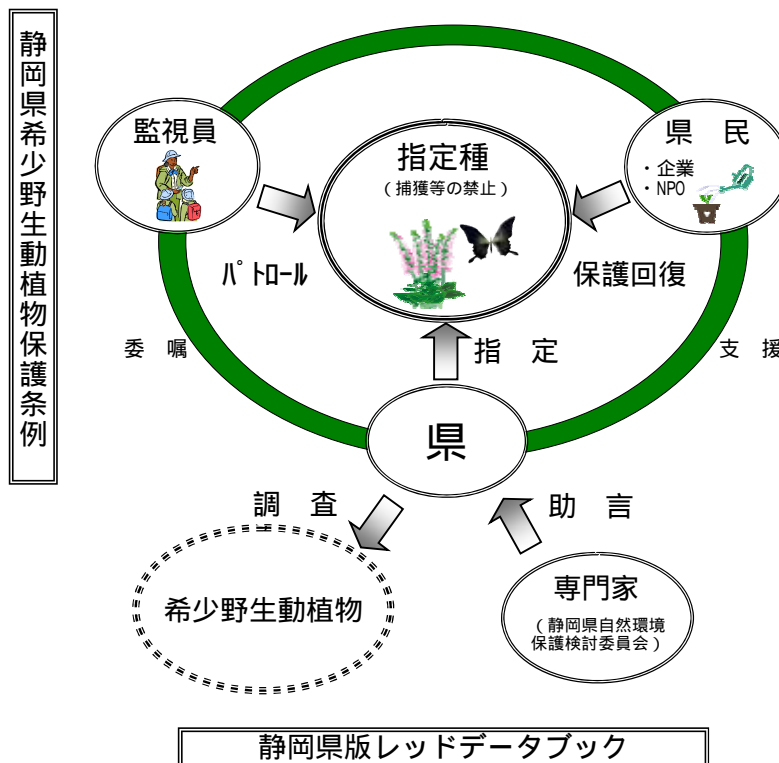 静岡県希少野生動植物保護条例
監視員
指定種
(捕獲等の禁止)
県 民
・企業
・NPO
パトロール
保護回復
委 嘱
指 定
支 援
県
調 査
助 言
希少野生動植物
専門家
(静岡県自然環境
保護検討委員会)
静岡県版レッドデータブック